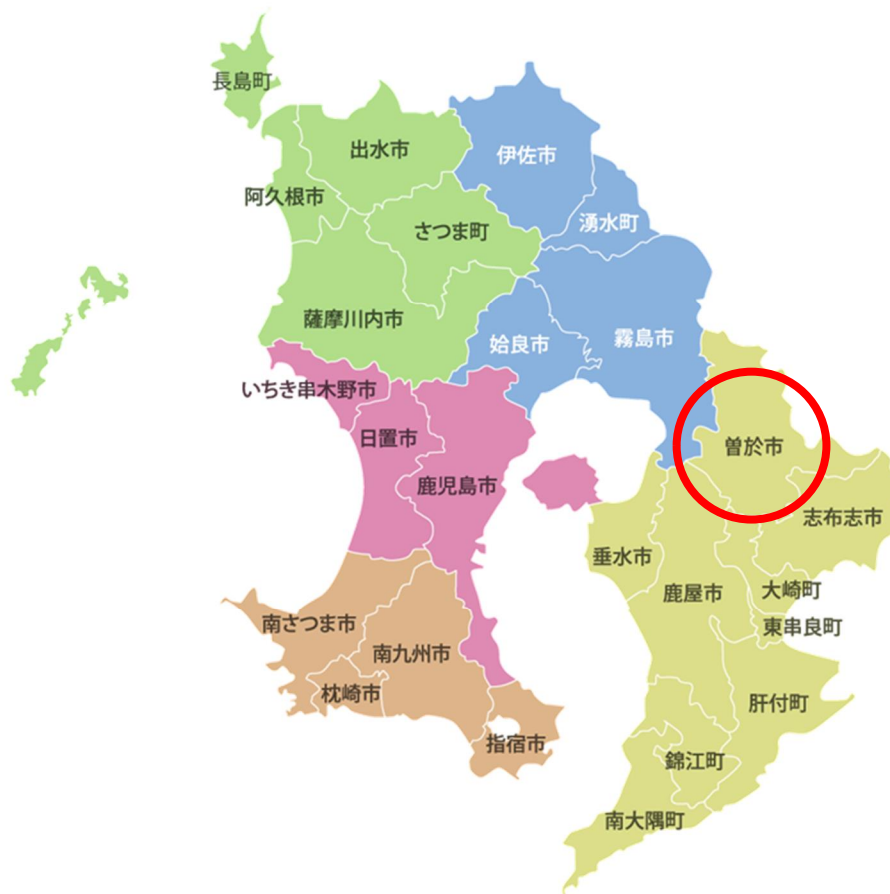 長島町
出水市
伊佐市
阿久根市
湧水町
さつま町
薩摩川内市
姶良市
霧島市
いちき串木野市
日置市
曽於市
鹿児島市
志布志市
垂水市
鹿屋市
大崎町
東串良町
南さつま市
南九州市
枕崎市
肝付町
指宿市
錦江町
南大隅町